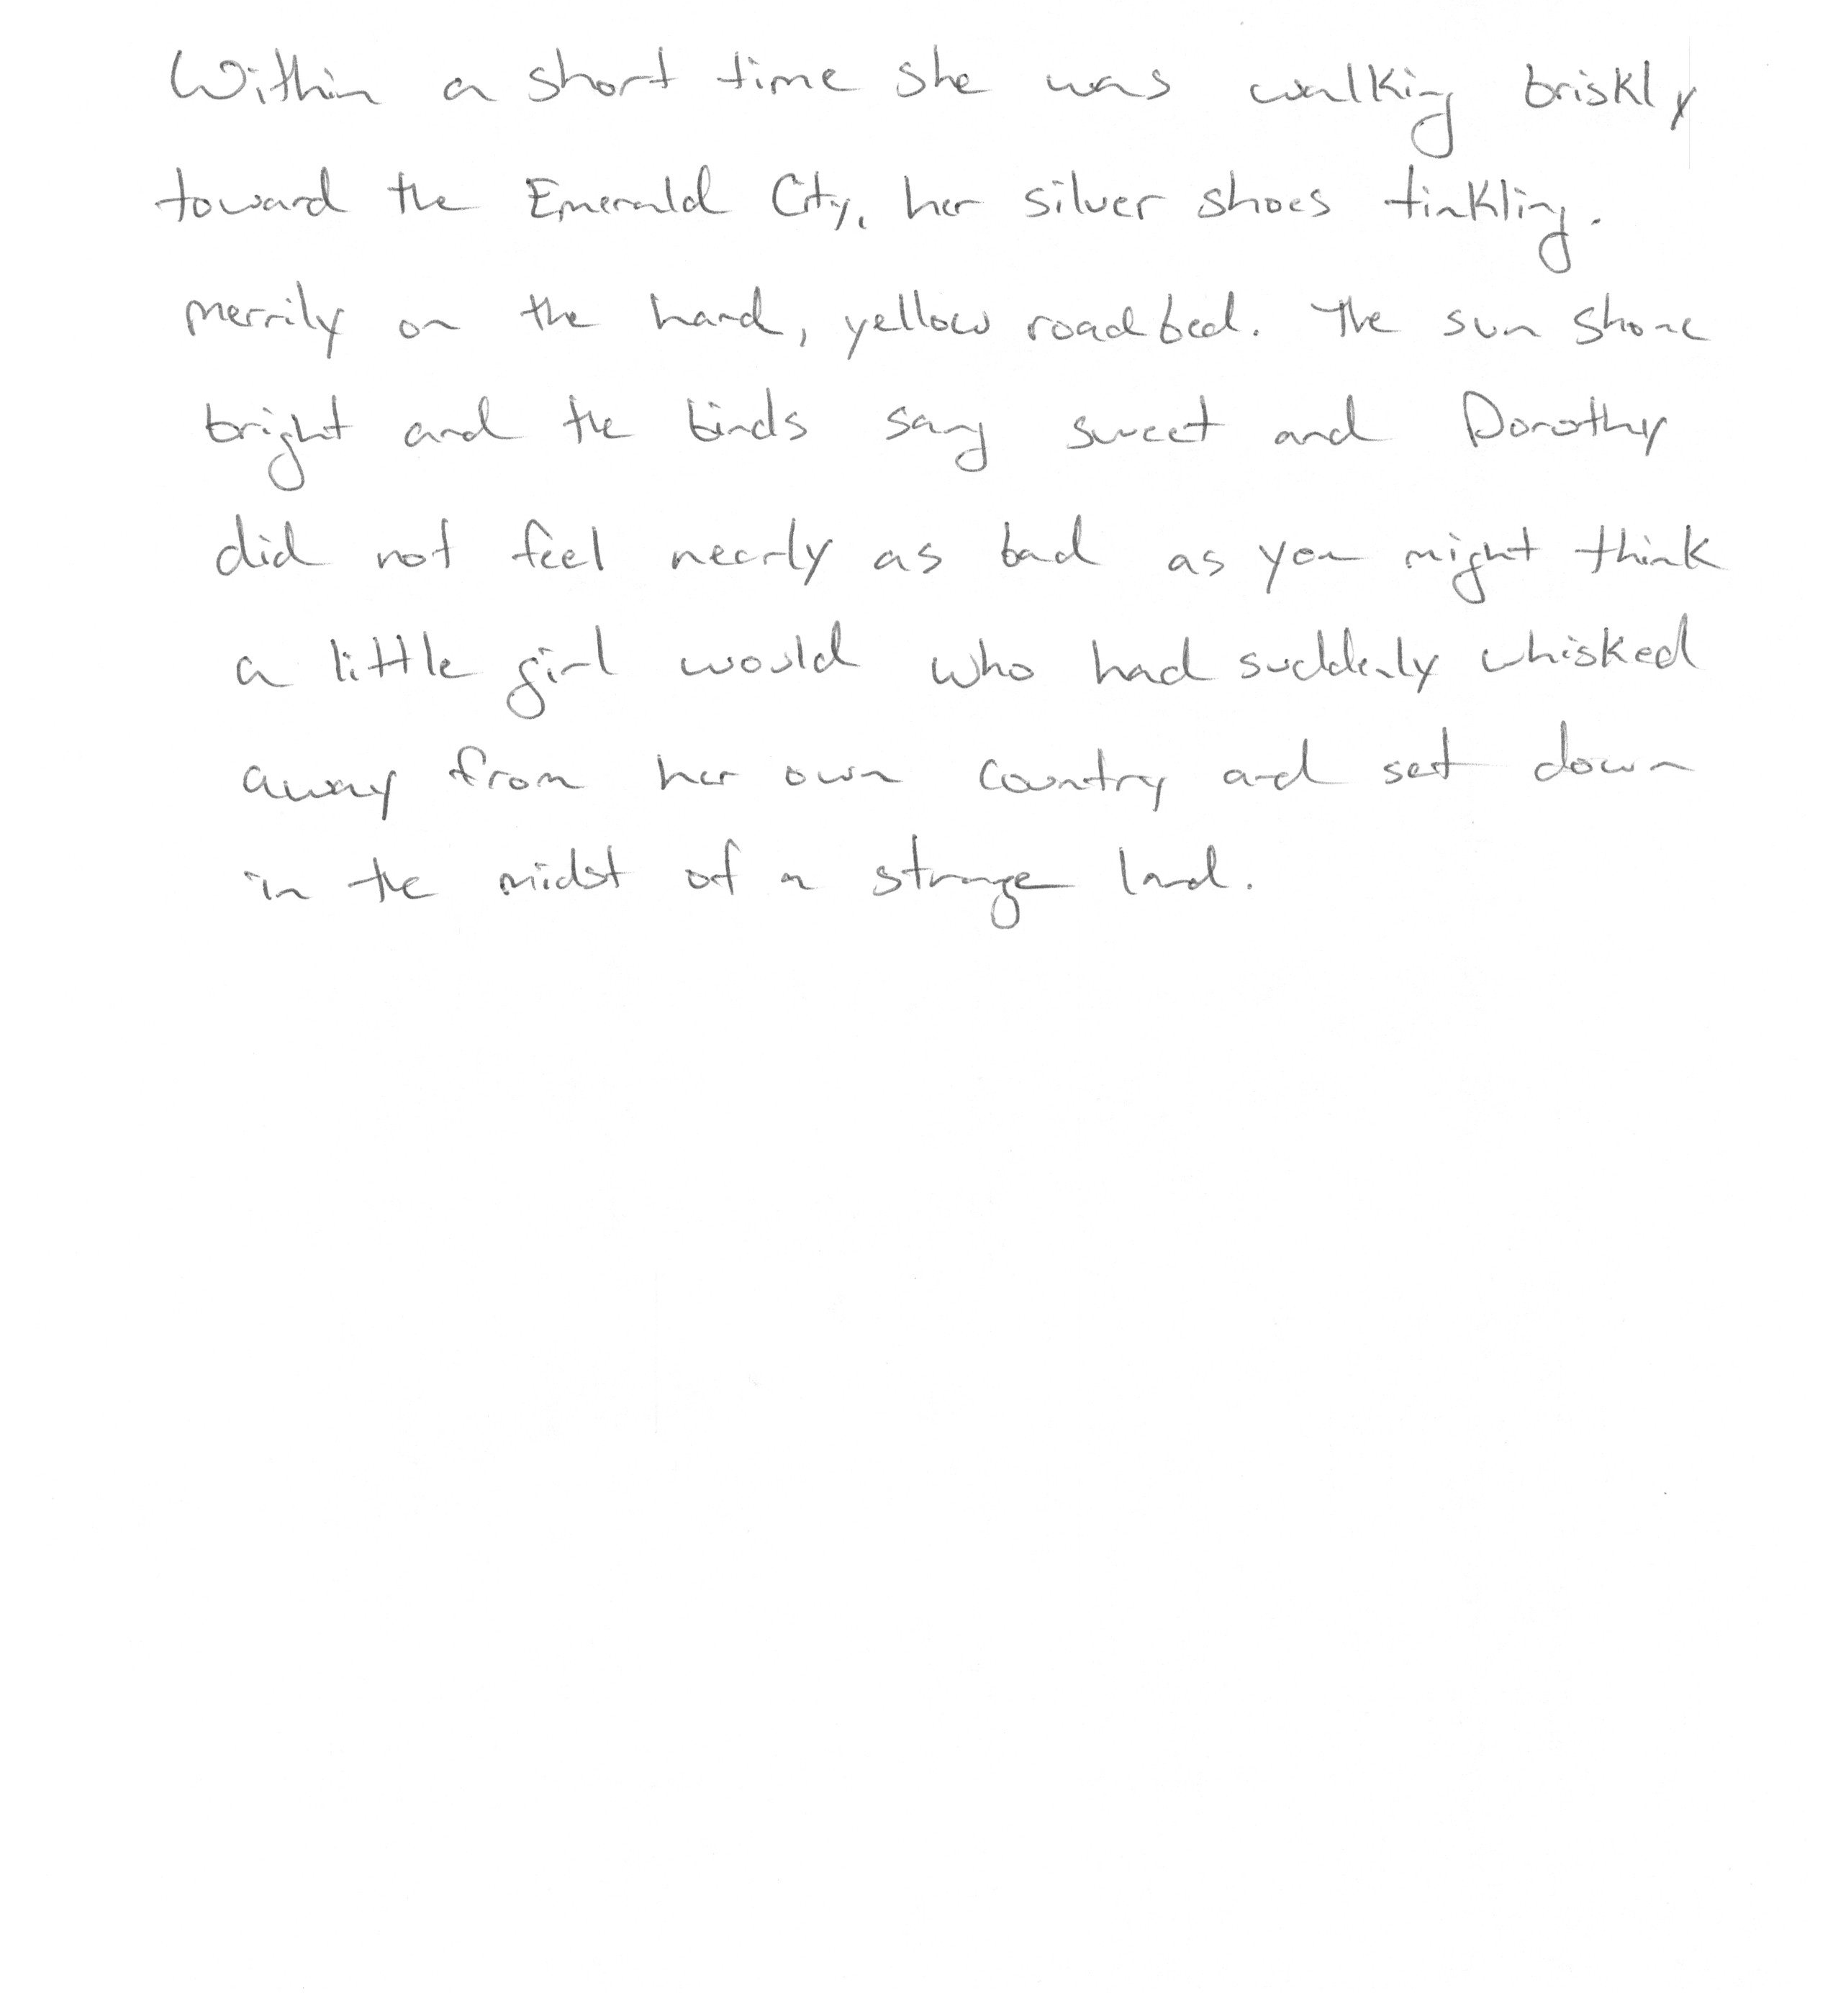 Within a short time she was walking briskly
toward the Emerald City, her silver shoes tinkling.
merrily on the hard, yellow roadbed. The sun shone
bright and the birds sang sweet and Dorothy
did not feel nearly as bad as you might think
a little girl would who had suddenly whisked
away from her own country and set down
in the midst of a strange land.